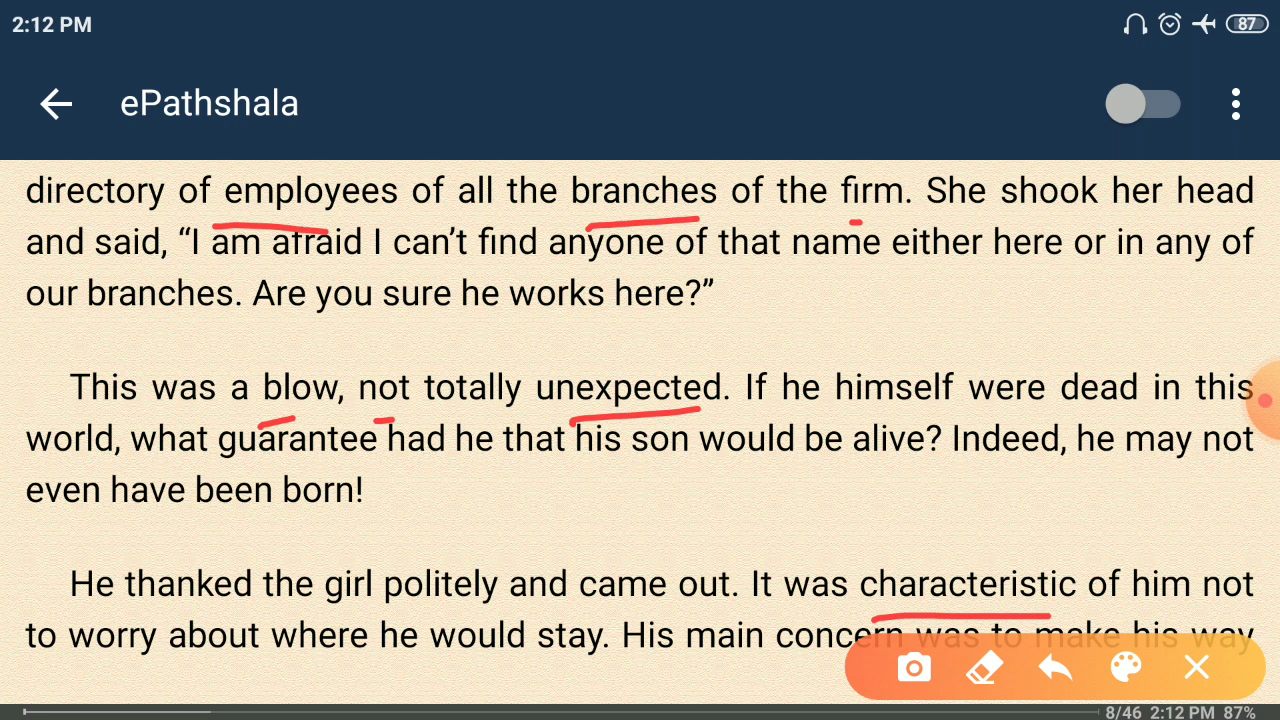 2:12 PM
87
ePathshala
directory of employees of all the branches of the firm. She shook her head
and said, “I am afraid I can’t find anyone of that name either here or in any of
our branches. Are you sure he works here?”
This was a blow, not totally unexpected. If he himself were dead in this
world, what guarantee had he that his son would be alive? Indeed, he may not
even have been born!
He thanked the girl politely and came out. It was characteristic of him not
to worry about where he would stay. His main concern was to make his way
8/46 2:12 PM 87%